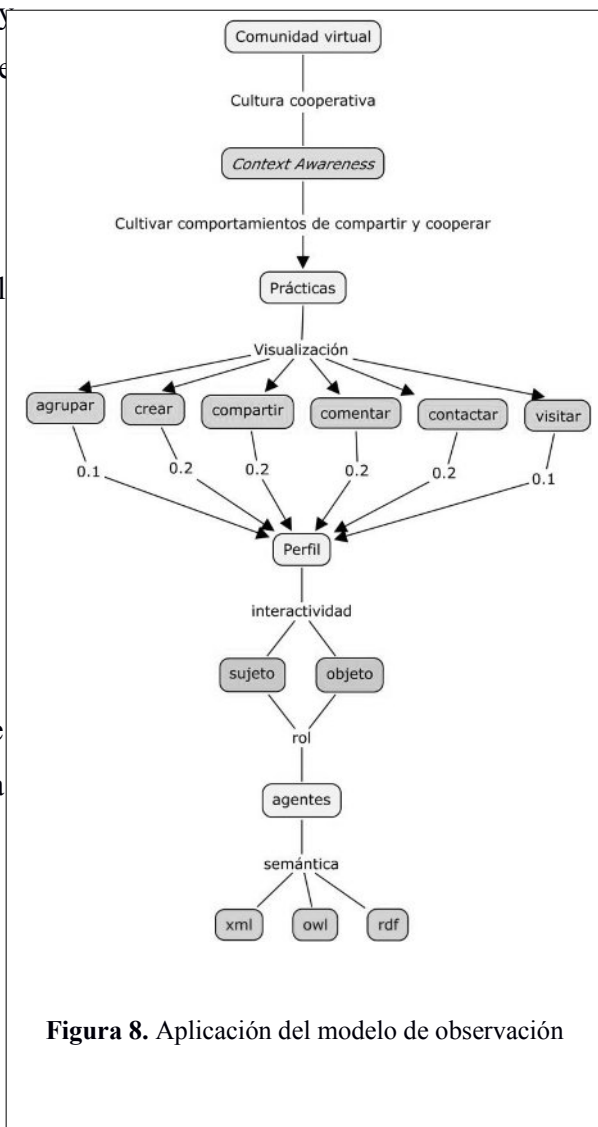 y
e
Comunidad virtual
Cultura cooperativa
Context Awareness
Cultivar comportamientos de compartir y cooperar
l
Prácticas
Visualización
agrupar crear compartir comentar contactar visitar
0.1 0.2 0.2 0.2 0.2 0.1
Perfil
interactividad
sujeto objeto
e
rol
a
agentes
semántica
xml owl rdf
Figura 8. Aplicación del modelo de observación